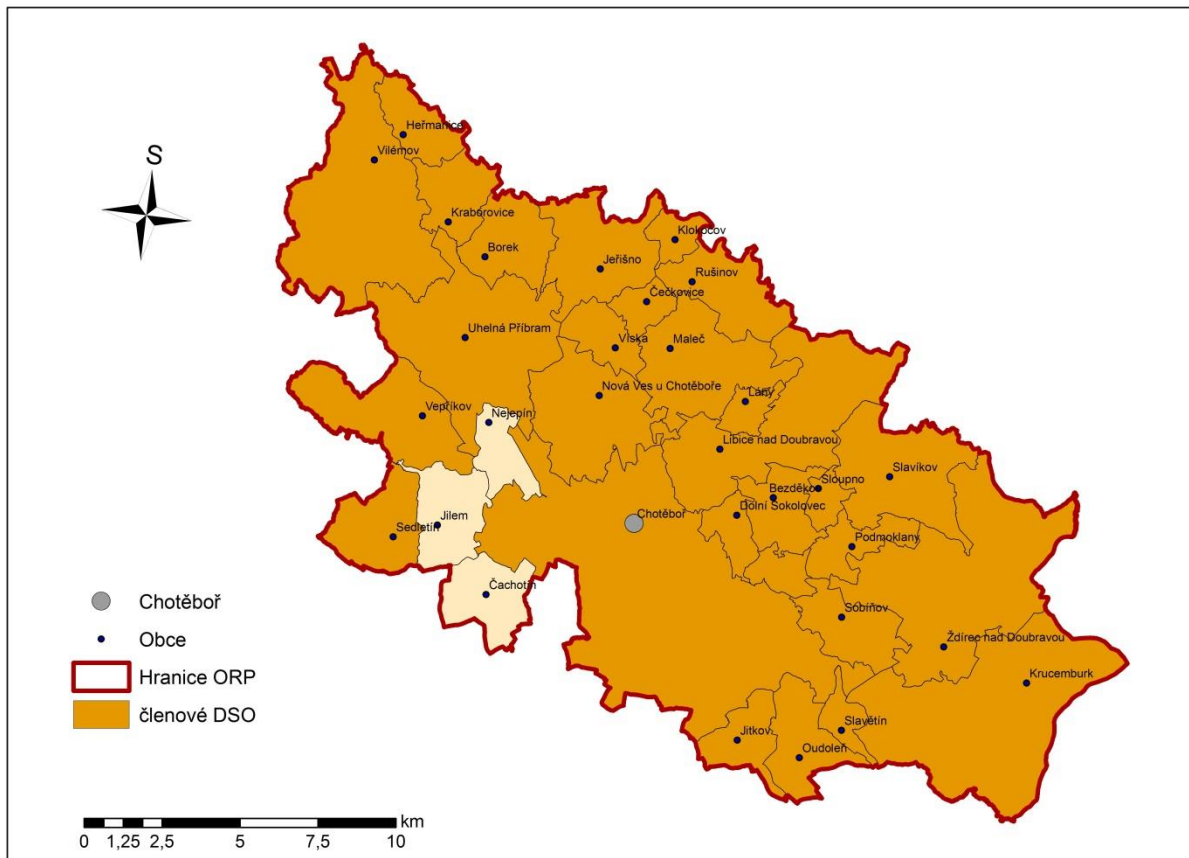 S
Heřmanice
Vilémov
Kraborovice
Klokočov
Borek
Jeřišno
Rušinov
Čečkovice
Uhelná Příbram
Víska
Maleč
Nová Ves u Chotěboře
Lány
Vepříkov
Nejepín
Libice nad Doubravou
Slavíkov
Sloupno
Bezděkov
Dolní Sokolovec
Chotěboř
Jilem
Sedletín
Podmoklany
Čachotín
Sobíňov
Ždírec nad Doubravou
Krucemburk
Slavětín
Jitkov
Oudoleň
Chotěboř
Obce
Hranice ORP
členové DSO
km
0 1,25 2,5 5 7,5 10